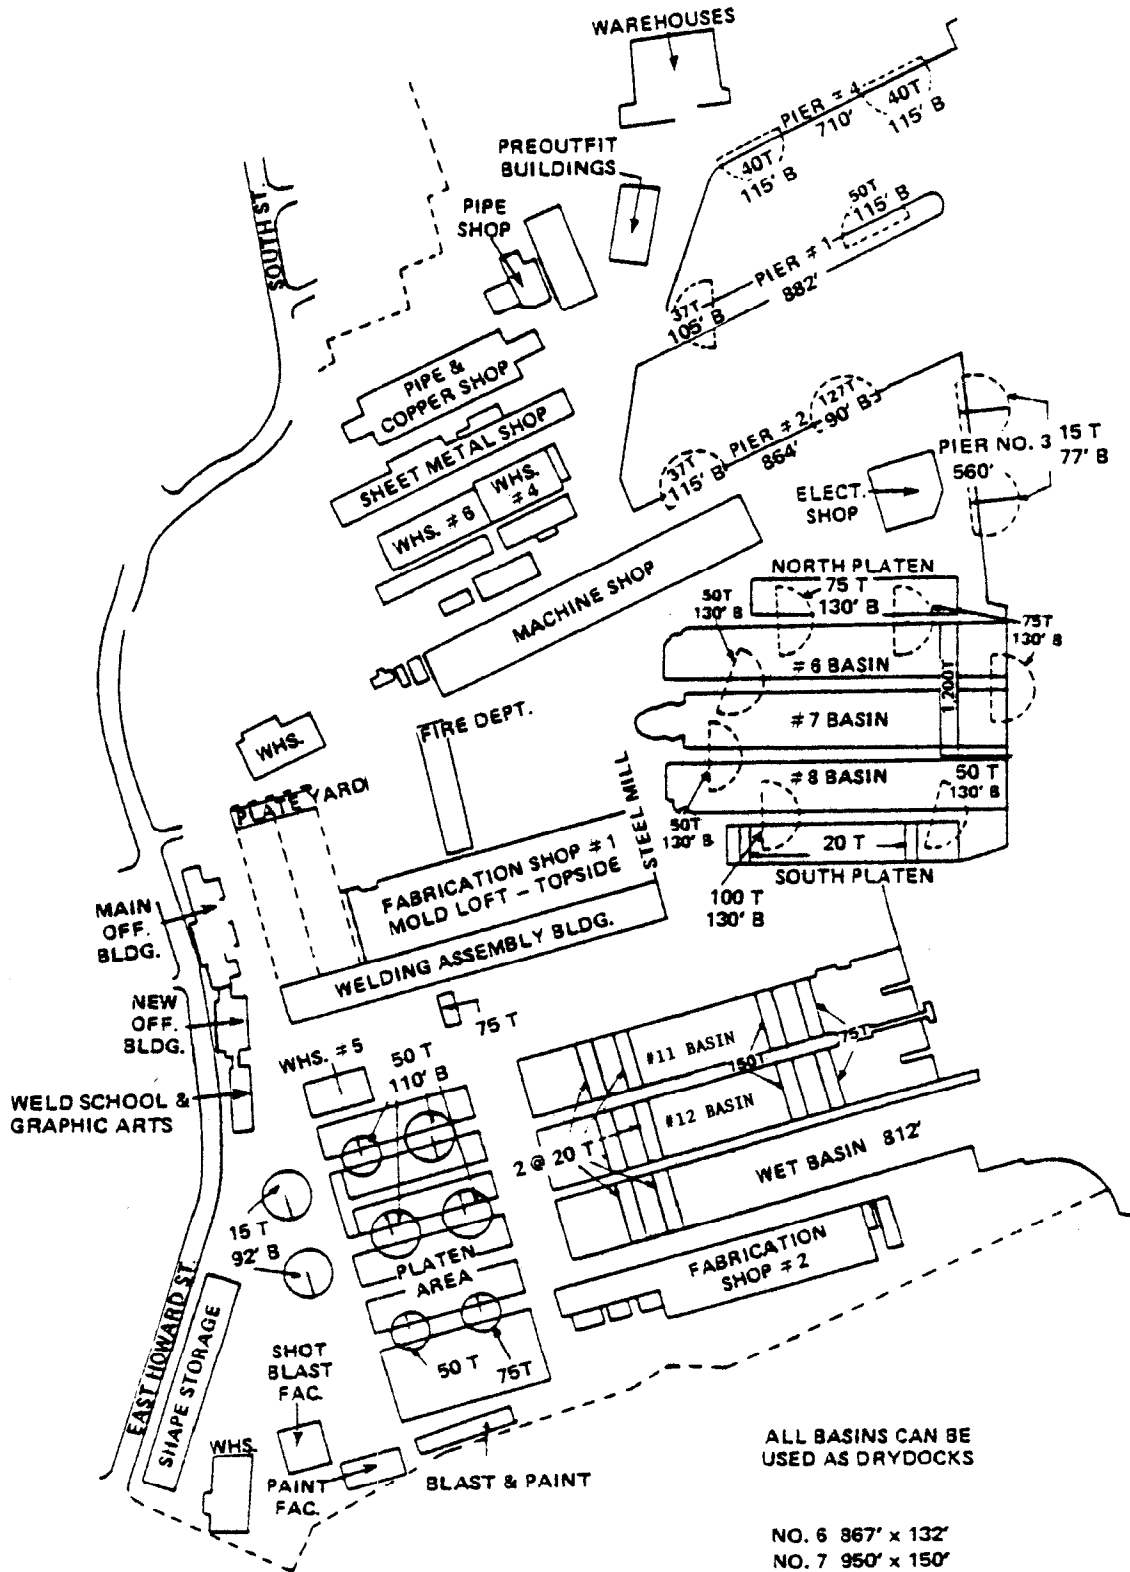 WAREHOUSES
PIER # 4
710'
40T
115' B
40T
115' B
PREOUTFIT
BUILDINGS
PIPE
SHOP
SOUTH ST.
50T
115' B
PIER # 1
882'
37T
105' B
PIPE &
COPPER SHOP
SHEET METAL SHOP
WHS.
# 4
WHS. # 6
127T
90' B
PIER # 2
864'
37T
115' B
PIER NO. 3
560'
15 T
77' B
ELECT.
SHOP
MACHINE SHOP
NORTH PLATEN
75 T
130' B
50T
130' B
75T
130' B
# 6 BASIN
1,200T
#7 BASIN
#8 BASIN
50 T
130' B
50T
130' B
20 T
SOUTH PLATEN
100 T
130' B
FIRE DEPT.
WHS.
PLATE YARD
STEEL MILL
FABRICATION SHOP # 1
MOLD LOFT - TOPSIDE
WELDING ASSEMBLY BLDG.
MAIN
OFF.
BLDG.
NEW
OFF.
BLDG.
75 T
WHS. # 5
50 T
110' B
WELD SCHOOL &
GRAPHIC ARTS
#11 BASIN
150T
75T
#12 BASIN
2 @ 20 T
WET BASIN 812'
15 T
92' B
PLATEN
AREA
FABRICATION
SHOP # 2
EAST HOWARD ST.
SHAPE STORAGE
SHOT
BLAST
FAC.
50 T
75T
WHS.
PAINT
FAC.
BLAST & PAINT
ALL BASINS CAN BE
USED AS DRYDOCKS
NO. 6 867' x 132'
NO. 7 950' x 150'